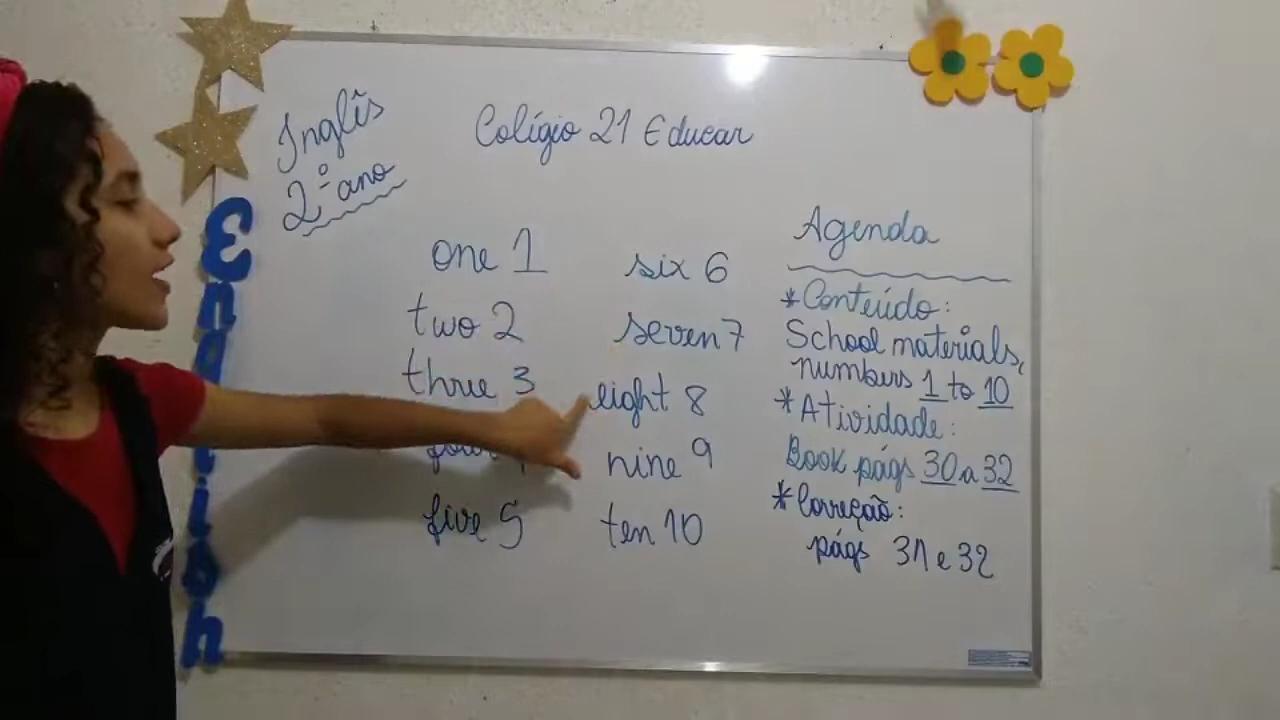 Inglês
2º ano
Colégio 21 Educar
one 1
two 2
three 3
four 4
five 5
six 6
seven 7
eight 8
nine 9
ten 10
Agenda
*Conteúdo:
School materials,
numbers 1 to 10
*Atividade:
Book págs 30 a 32
*Correção:
págs 31 e 32
English